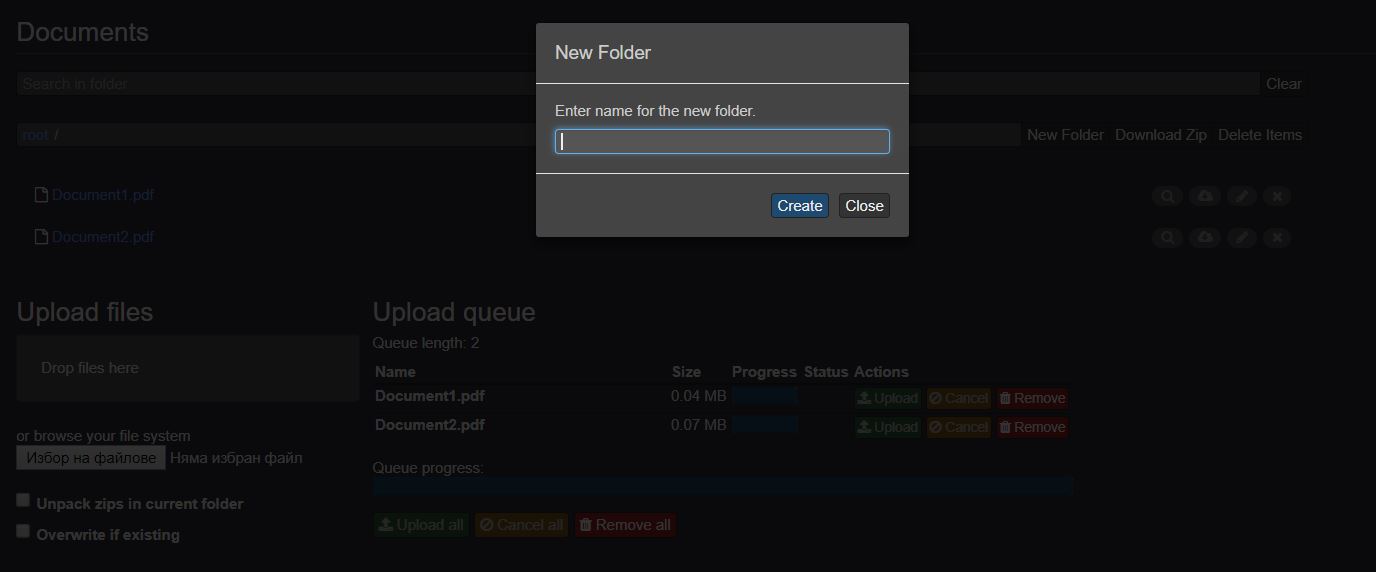 Documents
Search in folder
Clear
root /
New Folder Download Zip Delete Items
Document1.pdf
Document2.pdf
New Folder
Enter name for the new folder.
Create Close
Upload files
Drop files here
or browse your file system
Избор на файлове Няма избран файл
Unpack zips in current folder
Overwrite if existing
Upload queue
Queue length: 2
Name Size Progress Status Actions
Document1.pdf 0.04 MB Upload Cancel Remove
Document2.pdf 0.07 MB Upload Cancel Remove
Queue progress:
Upload all Cancel all Remove all